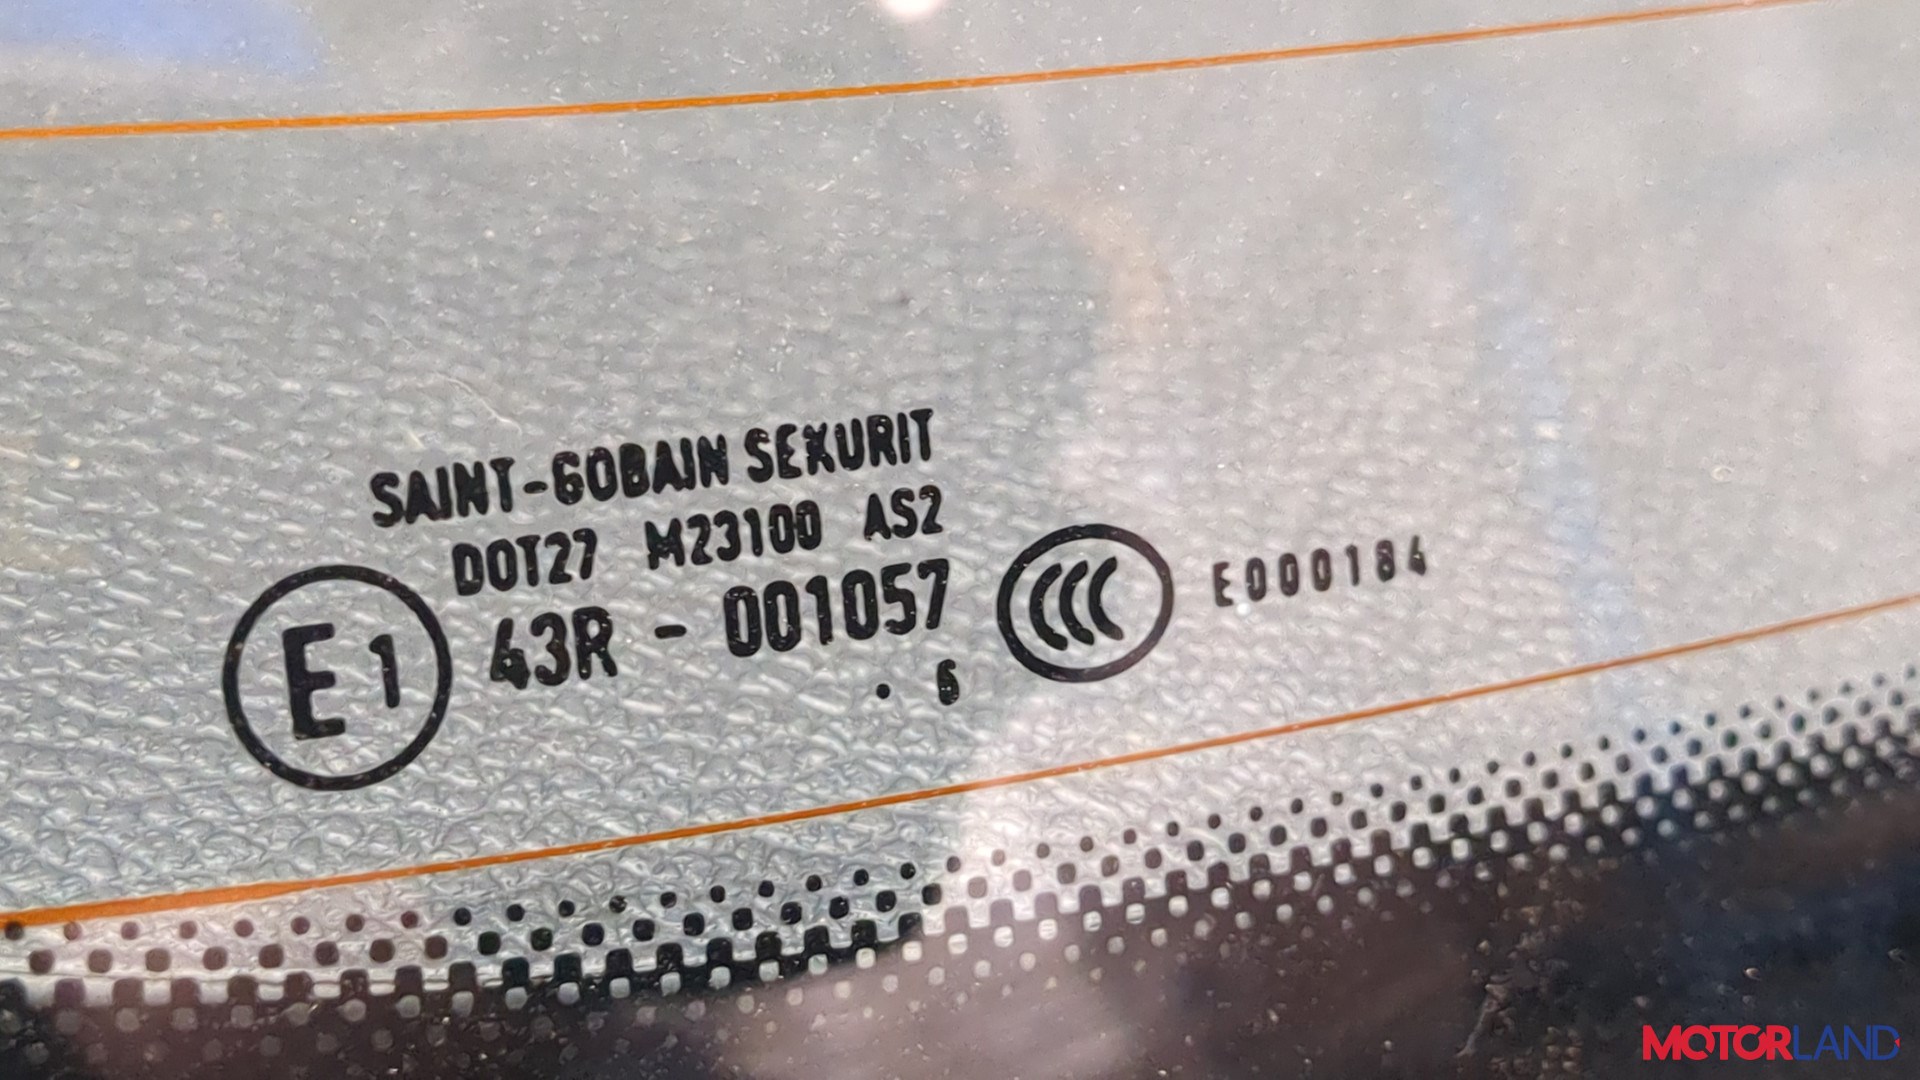 SAINT-GOBAIN SEKURIT
DOT27 M23100 AS2
E1 43R - 001057
. 6
CCC E000184
MOTORLAND